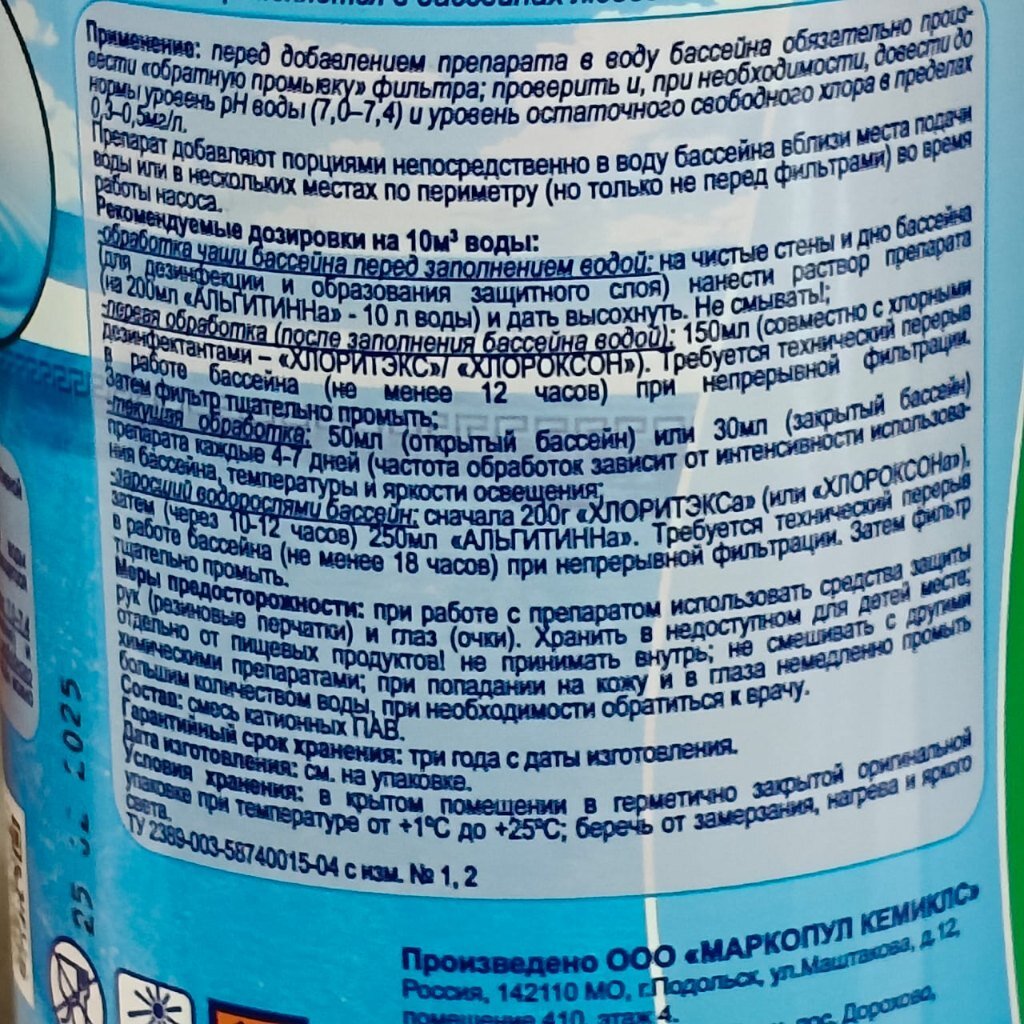 Применение: перед добавлением препарата в воду бассейна обязательно произ-
вести «обратную промывку» фильтра; проверить и, при необходимости, довести до
нормы уровень pH воды (7,0–7,4) и уровень остаточного свободного хлора в пределах
0,3–0,5мг/л.
Препарат добавляют порциями непосредственно в воду бассейна вблизи места подачи
воды или в нескольких местах по периметру (но только не перед фильтрами) во время
работы насоса.
Рекомендуемые дозировки на 10м³ воды:
-обработка чаши бассейна перед заполнением водой: на чистые стены и дно бассейна
(для дезинфекции и образования защитного слоя) нанести раствор препарата
(на 200мл «АЛЬГИТИННа» - 10 л воды) и дать высохнуть. Не смывать!;
-первая обработка (после заполнения бассейна водой): 150мл (совместно с хлорными
дезинфектантами – «ХЛОРИТЭКС»/ «ХЛОРОКСОН»). Требуется технический перерыв
в работе бассейна (не менее 12 часов) при непрерывной фильтрации.
Затем фильтр тщательно промыть;
-текущая обработка: 50мл (открытый бассейн) или 30мл (закрытый бассейн)
препарата каждые 4-7 дней (частота обработок зависит от интенсивности использова-
ния бассейна, температуры и яркости освещения;
-заросший водорослями бассейн: сначала 200г «ХЛОРИТЭКСа» (или «ХЛОРОКСОНа»),
затем (через 10-12 часов) 250мл «АЛЬГИТИННа». Требуется технический перерыв
в работе бассейна (не менее 18 часов) при непрерывной фильтрации. Затем фильтр
тщательно промыть.
Меры предосторожности: при работе с препаратом использовать средства защиты
рук (резиновые перчатки) и глаз (очки). Хранить в недоступном для детей месте;
отдельно от пищевых продуктов! не принимать внутрь; не смешивать с другими
химическими препаратами; при попадании на кожу и в глаза немедленно промыть
большим количеством воды, при необходимости обратиться к врачу.
Состав: смесь катионных ПАВ.
Гарантийный срок хранения: три года с даты изготовления.
Дата изготовления: см. на упаковке.
Условия хранения: в крытом помещении в герметично закрытой оригинальной
упаковке при температуре от +1°С до +25°С; беречь от замерзания, нагрева и яркого
света.
ТУ 2389-003-58740015-04 с изм. № 1, 2
Произведено ООО «МАРКОПУЛ КЕМИКЛС»
Россия, 142110 МО, г.Подольск, ул.Маштакова, д.12,
помещение 410, этаж 4.
пос. Дорохово,
25 2025